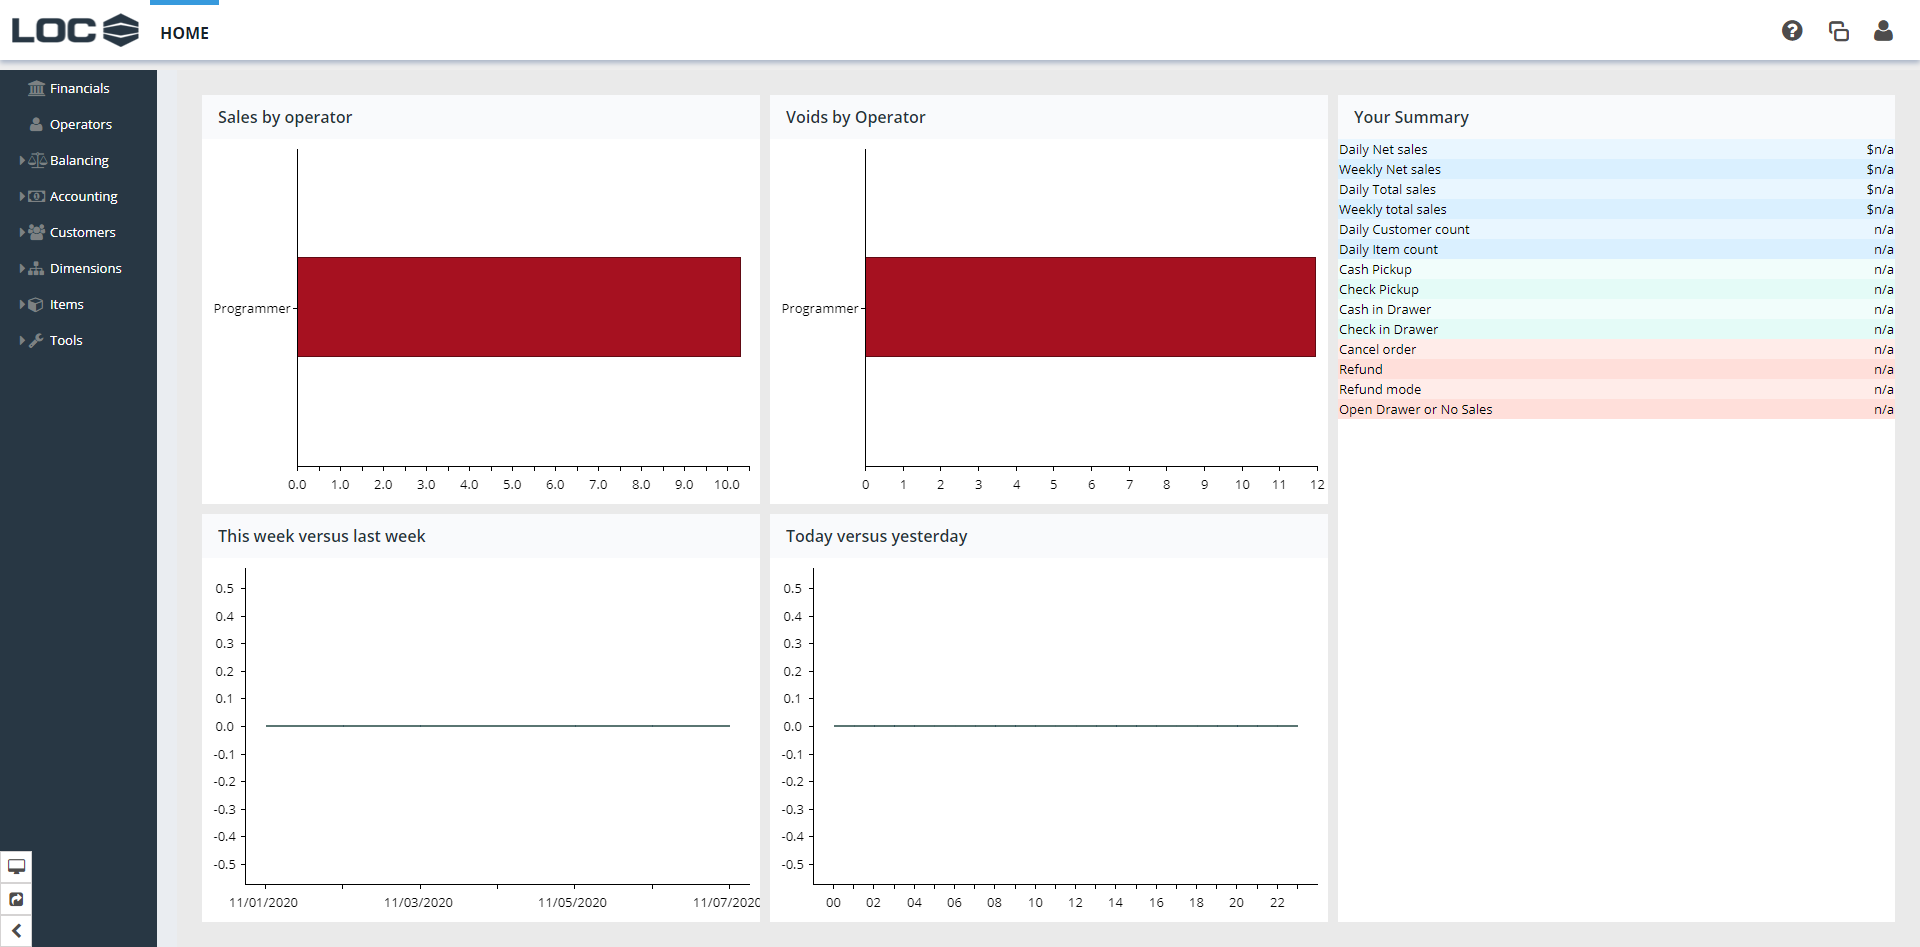 LOC
HOME
Financials
Operators
Balancing
Accounting
Customers
Dimensions
Items
Tools
Sales by operator
Programmer
0.0 1.0 2.0 3.0 4.0 5.0 6.0 7.0 8.0 9.0 10.0
Voids by Operator
Programmer
0 1 2 3 4 5 6 7 8 9 10 11 12
Your Summary
Daily Net sales $n/a
Weekly Net sales $n/a
Daily Total sales $n/a
Weekly total sales $n/a
Daily Customer count n/a
Daily Item count n/a
Cash Pickup n/a
Check Pickup n/a
Cash in Drawer n/a
Check in Drawer n/a
Cancel order n/a
Refund n/a
Refund mode n/a
Open Drawer or No Sales n/a
This week versus last week
0.5
0.4
0.3
0.2
0.1
0.0
-0.1
-0.2
-0.3
-0.4
-0.5
11/01/2020 11/03/2020 11/05/2020 11/07/2020
Today versus yesterday
0.5
0.4
0.3
0.2
0.1
0.0
-0.1
-0.2
-0.3
-0.4
-0.5
00 02 04 06 08 10 12 14 16 18 20 22